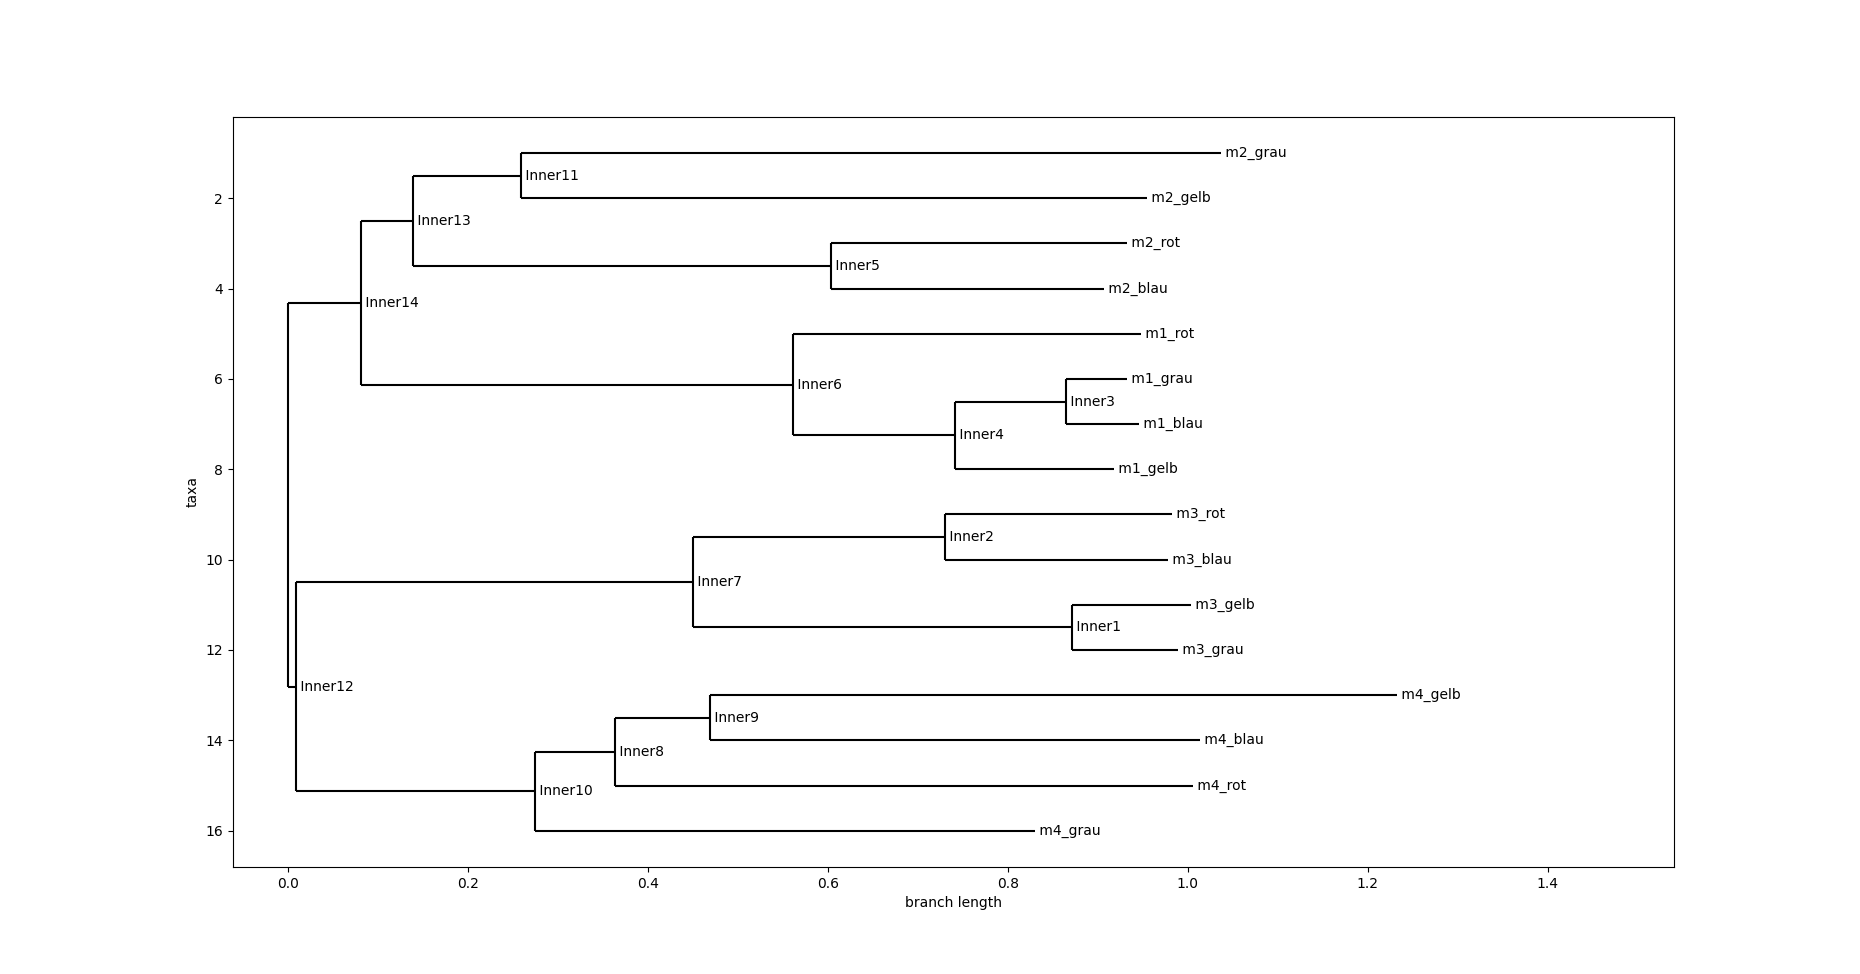 m2_grau
Inner11
2
m2_gelb
Inner13
m2_rot
Inner5
4
m2_blau
Inner14
m1_rot
6
m1_grau
Inner6
Inner3
m1_blau
Inner4
8
m1_gelb
taxa
m3_rot
Inner2
10
m3_blau
Inner7
m3_gelb
Inner1
12
m3_grau
Inner12
m4_gelb
Inner9
14
m4_blau
Inner8
m4_rot
Inner10
16
m4_grau
0.0 0.2 0.4 0.6 0.8 1.0 1.2 1.4
branch length